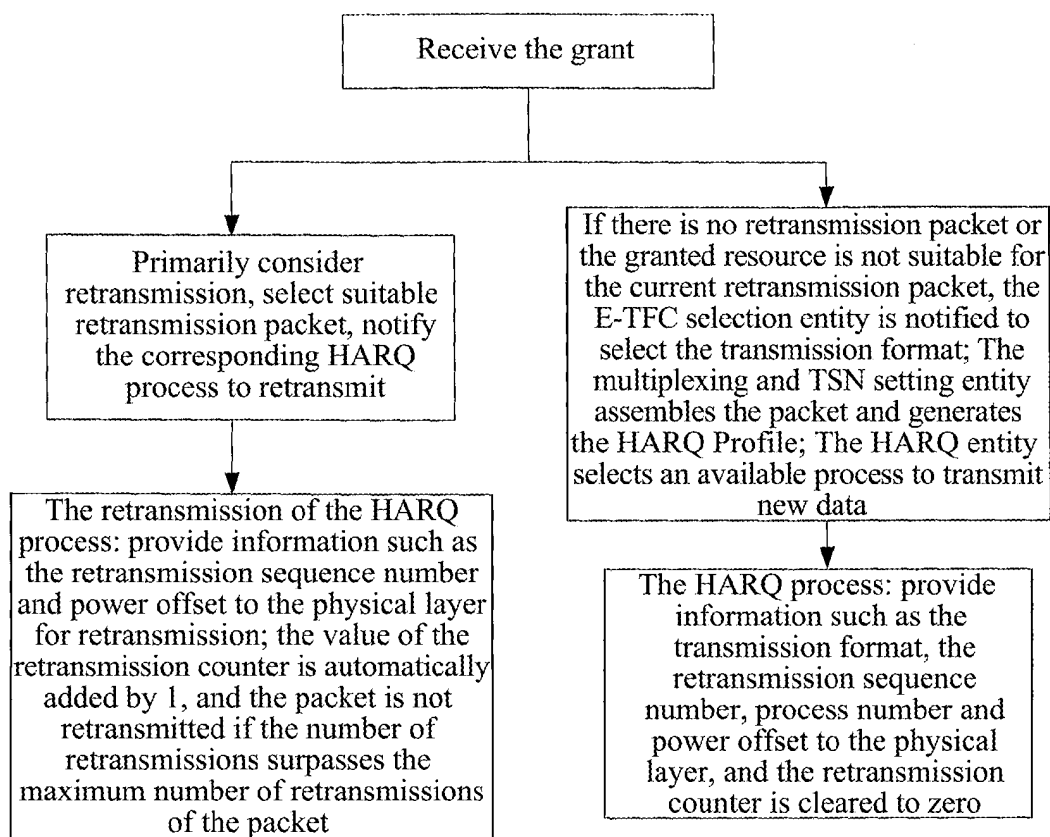 Receive the grant
Primarily consider
retransmission, select suitable
retransmission packet, notify
the corresponding HARQ
process to retransmit
If there is no retransmission packet or
the granted resource is not suitable for
the current retransmission packet, the
E-TFC selection entity is notified to
select the transmission format; The
multiplexing and TSN setting entity
assembles the packet and generates
the HARQ Profile; The HARQ entity
selects an available process to transmit
new data
The retransmission of the HARQ
process: provide information such as
the retransmission sequence number
and power offset to the physical layer
for retransmission; the value of the
retransmission counter is automatically
added by 1, and the packet is not
retransmitted if the number of
retransmissions surpasses the
maximum number of retransmissions
of the packet
The HARQ process: provide
information such as the
transmission format, the
retransmission sequence
number, process number and
power offset to the physical
layer, and the retransmission
counter is cleared to zero